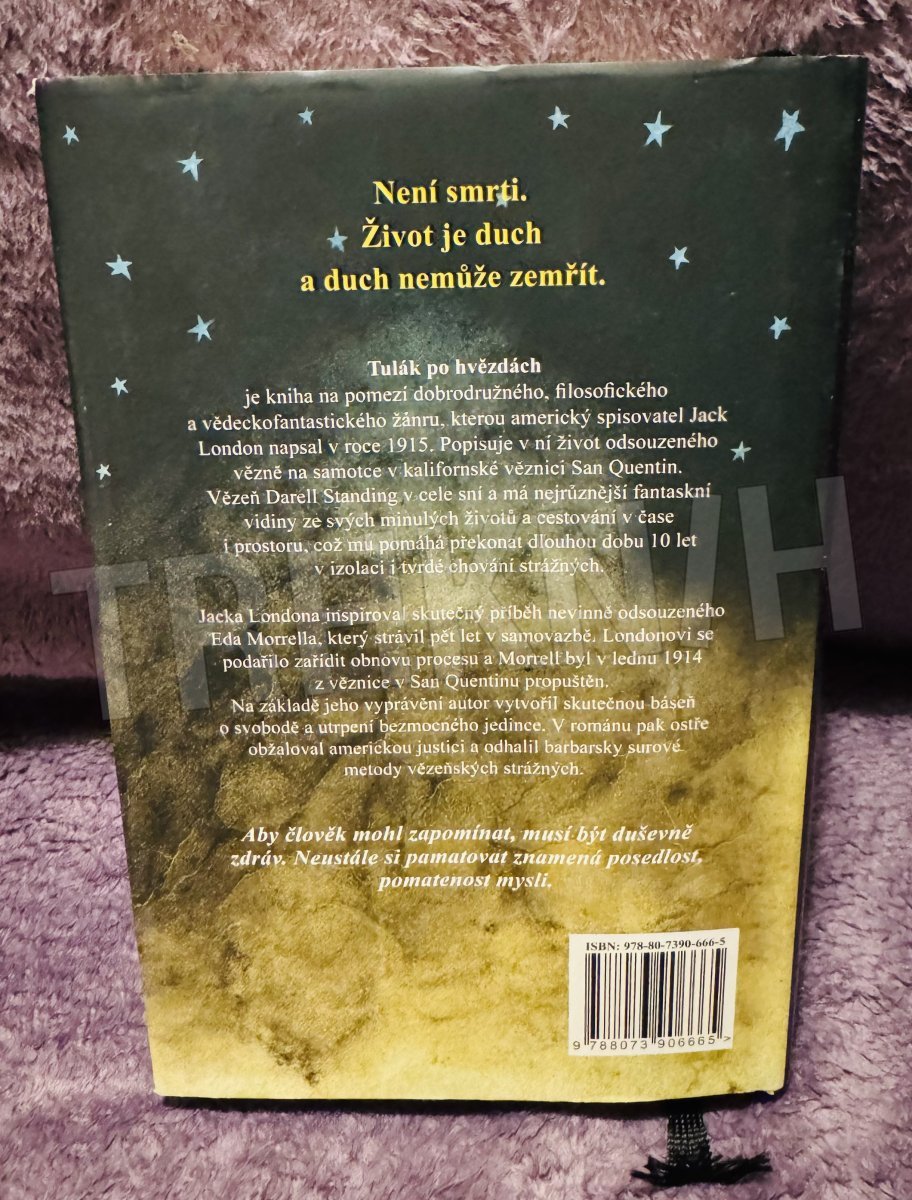 Není smrti.
Život je duch
a duch nemůže zemřít.
Tulák po hvězdách
je kniha na pomezí dobrodružného, filosofického
a vědeckofantastického žánru, kterou americký spisovatel Jack
London napsal v roce 1915. Popisuje v ní život odsouzeného
vězně na samotce v kalifornské věznici San Quentin.
Vězeň Darell Standing v cele sní a má nejrůznější fantaskní
vidiny ze svých minulých životů a cestování v čase
i prostoru, což mu pomáhá překonat dlouhou dobu 10 let
v izolaci i tvrdé chování strážných.
Jacka Londona inspiroval skutečný příběh nevinně odsouzeného
Eda Morrella, který strávil pět let v samovazbě. Londonovi se
podařilo zařídit obnovu procesu a Morrell byl v lednu 1914
z věznice v San Quentinu propuštěn.
Na základě jeho vyprávění autor vytvořil skutečnou báseň
o svobodě a utrpení bezmocného jedince. V románu pak ostře
obžaloval americkou justici a odhalil barbarsky surové
metody vězeňských strážných.
Aby člověk mohl zapomínat, musí být duševně
zdráv. Neustále si pamatovat znamená posedlost,
pomatenost mysli.
ISBN: 978-80-7390-666-5
9 788073 906665 >